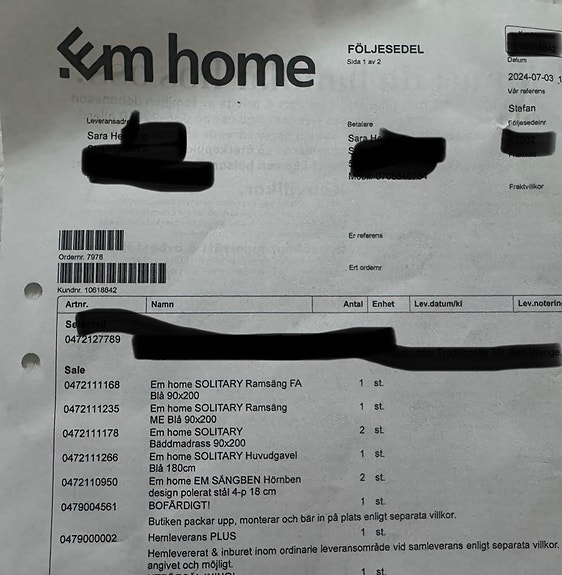 Em home
FÖLJESEDEL
Sida 1 av 2
Datum
2024-07-03
Vår referens
Stefan
Följesedelnr
Leveransadr
Sara He
Betalare
Sara
Fraktvillkor
Er referens
Ordernr. 7978
Ert ordernr
Kundnr. 10618842
Artnr. Namn Antal Enhet Lev.datum/kl Lev.notering
0472127789
Sale
0472111168 Em home SOLITARY Ramsäng FA 1 st.
Blå 90x200
0472111235 Em home SOLITARY Ramsäng 1 st.
ME Blå 90x200
0472111178 Em home SOLITARY 2 st.
Bäddmadrass 90x200
0472111266 Em home SOLITARY Huvudgavel 1 st.
Blå 180cm
0472110950 Em home EM SÄNGBEN Hörnben 2 st.
design polerat stål 4-p 18 cm
0479004561 BOFÄRDIGT! 1 st.
Butiken packar upp, monterar och bär in på plats enligt separata villkor.
0479000002 Hemleverans PLUS 1 st.
Hemlevererat & inburet inom ordinarie leveransområde vid samleverans enligt separata villkor.
angivet och möjligt.
1 st.